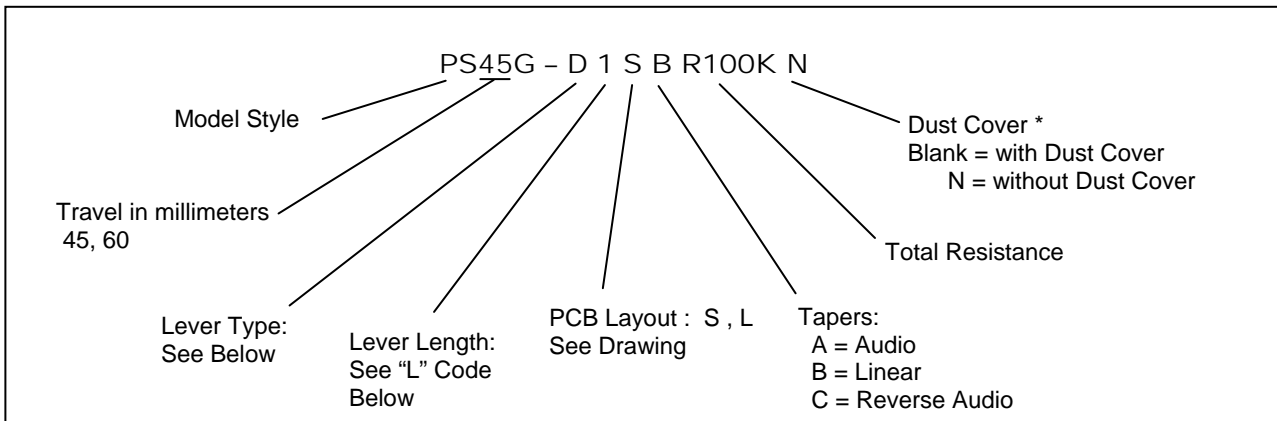 PS45G – D 1 S B R100K N
Model Style
Dust Cover *
Blank = with Dust Cover
N = without Dust Cover
Travel in millimeters
45, 60
Total Resistance
Lever Type:
See Below
Lever Length:
See “L” Code
Below
PCB Layout : S , L
See Drawing
Tapers:
A = Audio
B = Linear
C = Reverse Audio